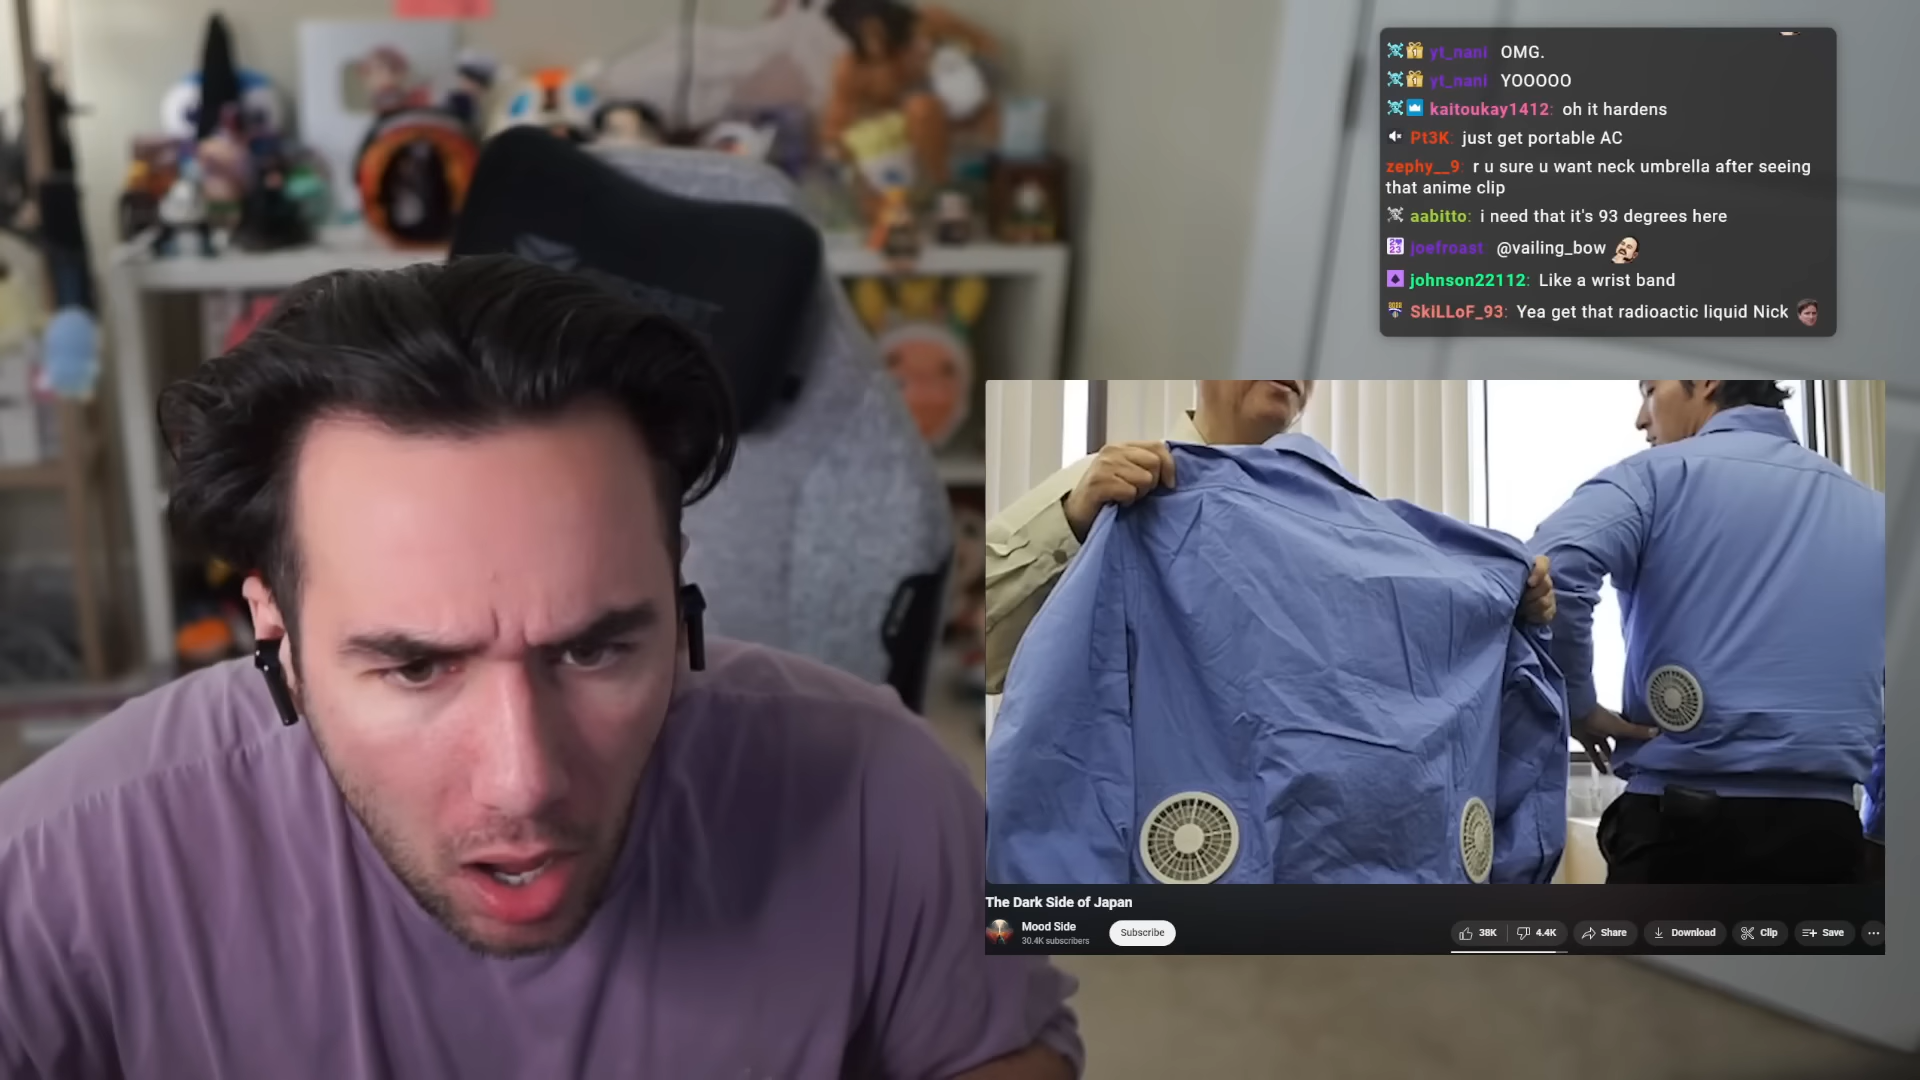 yt_nani OMG.
yt_nani YOOOOO
kaitoukay1412: oh it hardens
Pt3K: just get portable AC
zephy__9: r u sure u want neck umbrella after seeing
that anime clip
aabitto: i need that it's 93 degrees here
joefroast: @vailing_bow
johnson22112: Like a wrist band
SkiLLoF_93: Yea get that radioactic liquid Nick
The Dark Side of Japan
Mood Side
30.4K subscribers
Subscribe
38K
4.4K
Share
Download
Clip
Save